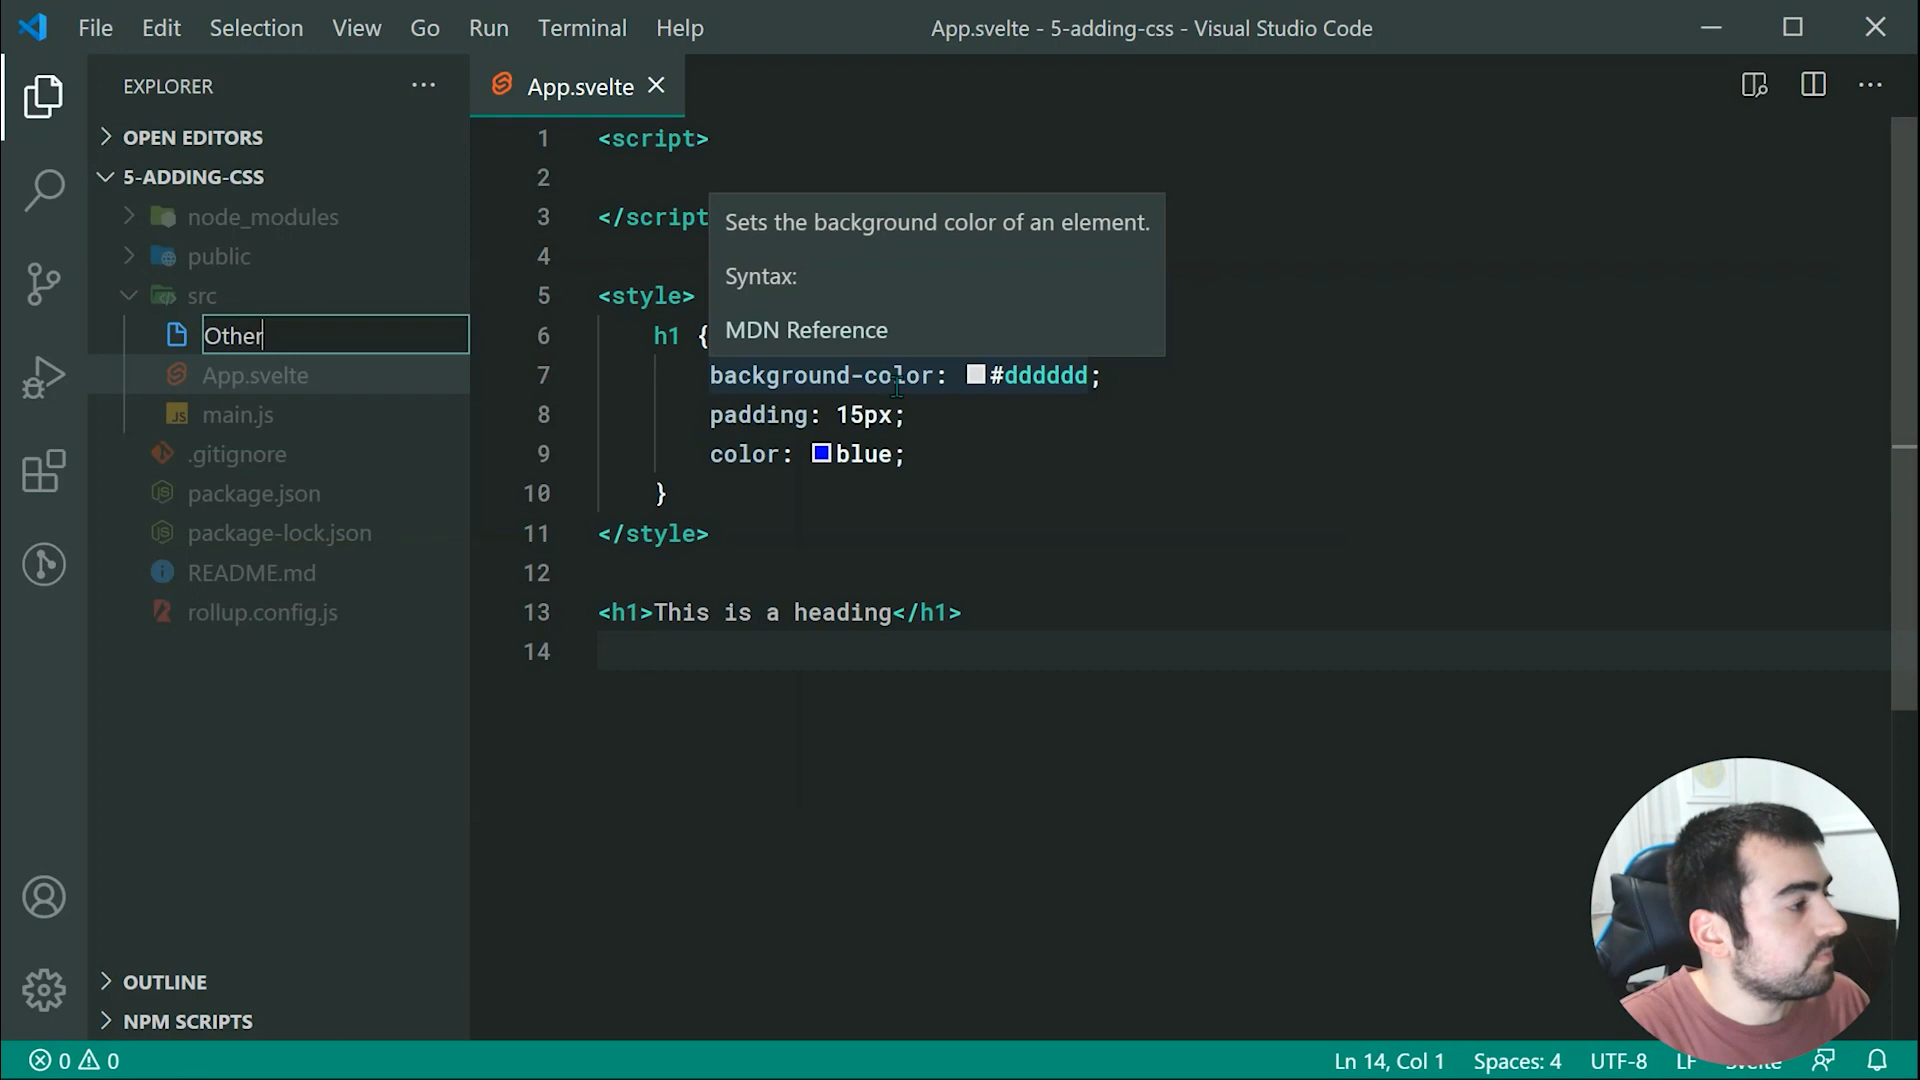 File Edit Selection View Go Run Terminal Help
App.svelte - 5-adding-css - Visual Studio Code
EXPLORER
OPEN EDITORS
5-ADDING-CSS
node_modules
public
src
Other
App.svelte
JS main.js
.gitignore
package.json
package-lock.json
README.md
rollup.config.js
OUTLINE
NPM SCRIPTS
App.svelte
1 <script>
2
3 </script
4
5 <style>
6 h1 {
7 background-color: #dddddd;
8 padding: 15px;
9 color: blue;
10 }
11 </style>
12
13 <h1>This is a heading</h1>
14
Sets the background color of an element.
Syntax:
MDN Reference
0 0
Ln 14, Col 1 Spaces: 4 UTF-8 LF Svelte